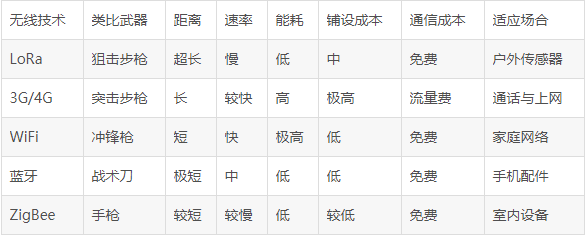 无线技术 类比武器 距离 速率 能耗 铺设成本 通信成本 适应场合
LoRa 狙击步枪 超长 慢 低 中 免费 户外传感器
3G/4G 突击步枪 长 较快 高 极高 流量费 通话与上网
WiFi 冲锋枪 短 快 极高 低 免费 家庭网络
蓝牙 战术刀 极短 中 低 低 免费 手机配件
ZigBee 手枪 较短 较慢 低 较低 免费 室内设备